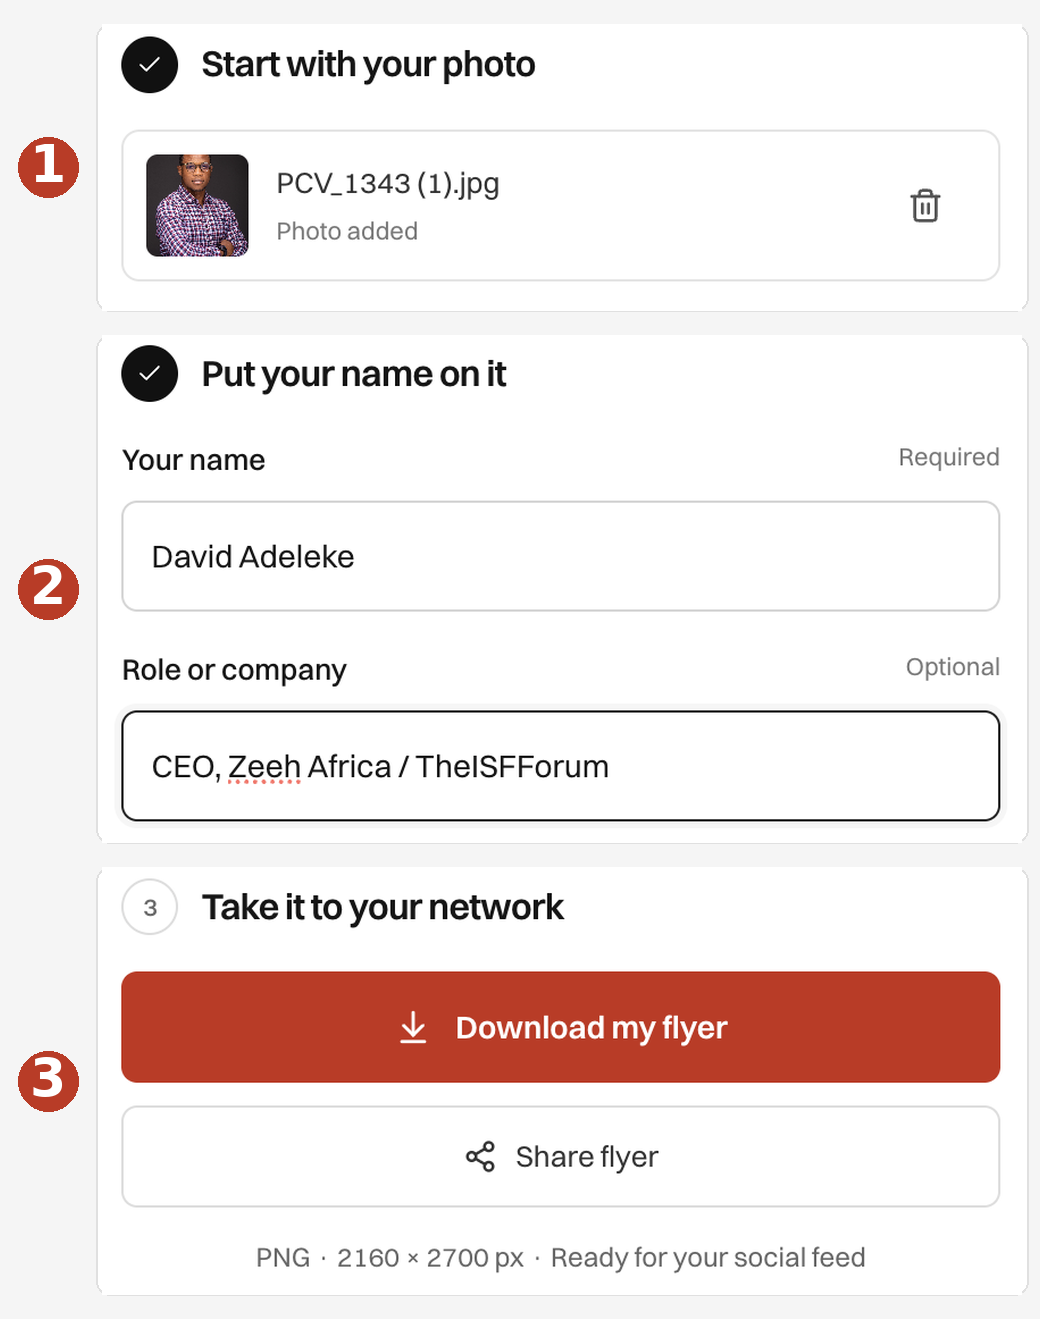 Start with your photo
1
PCV_1343 (1).jpg
Photo added
Put your name on it
Your name
Required
David Adeleke
2
Role or company
Optional
CEO, Zeeh Africa / TheISFForum
3
Take it to your network
Download my flyer
3
Share flyer
PNG · 2160 × 2700 px · Ready for your social feed